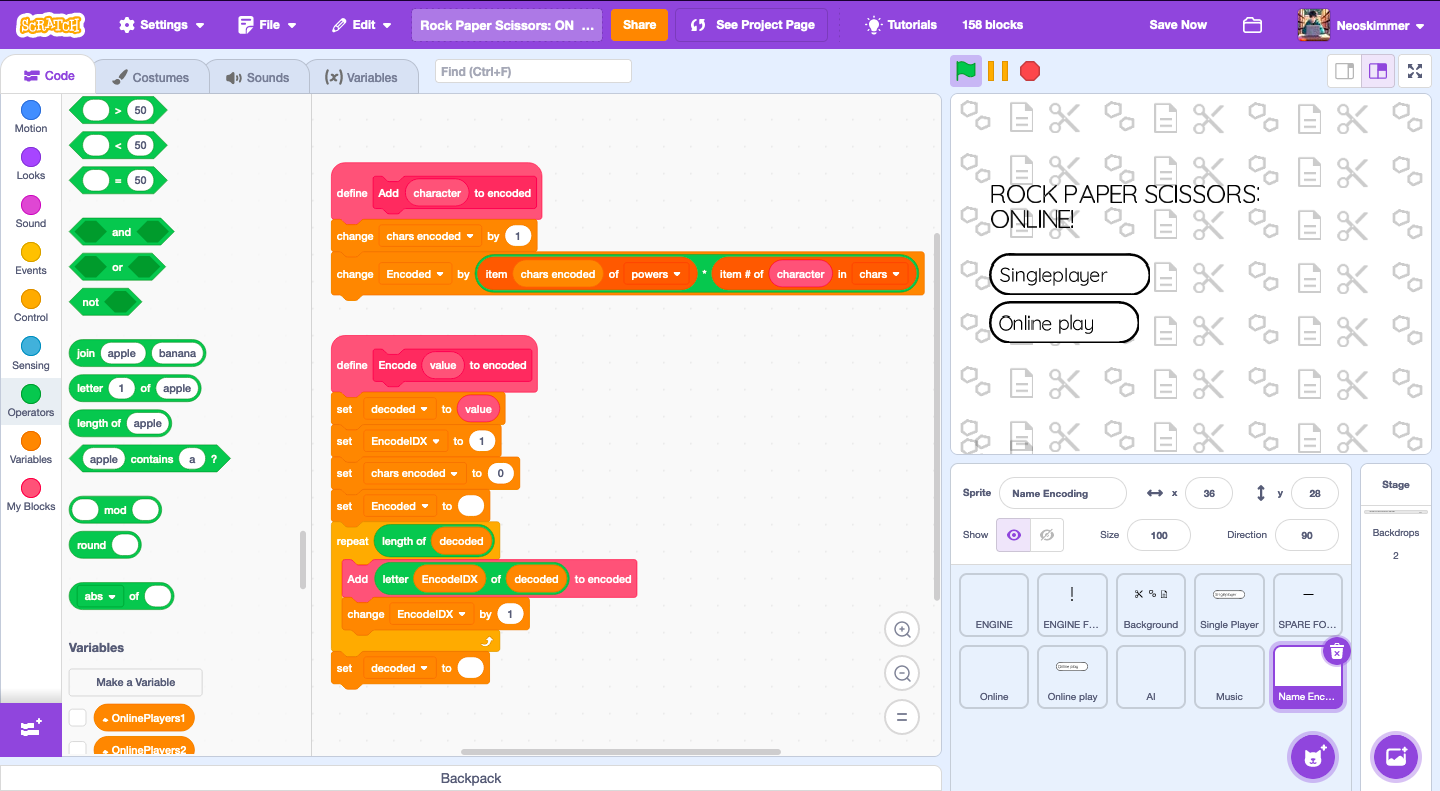 SCRATCH Settings File Edit Rock Paper Scissors: ON ... Share See Project Page Tutorials 158 blocks Save Now Neoskimmer
Code Costumes Sounds (x) Variables Find (Ctrl+F)
Motion
Looks
Sound
Events
Control
Sensing
Operators
Variables
My Blocks
> 50
< 50
= 50
and
or
not
join apple banana
letter 1 of apple
length of apple
apple contains a ?
mod
round
abs of
Variables
Make a Variable
OnlinePlayers1
OnlinePlayers2
define Add character to encoded
change chars encoded by 1
change Encoded by item chars encoded of powers * item # of character in chars
define Encode value to encoded
set decoded to value
set EncodeIDX to 1
set chars encoded to 0
set Encoded to
repeat length of decoded
Add letter EncodeIDX of decoded to encoded
change EncodeIDX by 1
set decoded to
Backpack
ROCK PAPER SCISSORS:
ONLINE!
Singleplayer
Online play
Sprite Name Encoding x 36 y 28
Show Size 100 Direction 90
ENGINE
ENGINE F...
Background
Singleplayer
Single Player
SPARE FO...
Online
Online play
Online play
AI
Music
Name Enc...
Stage
Backdrops
2